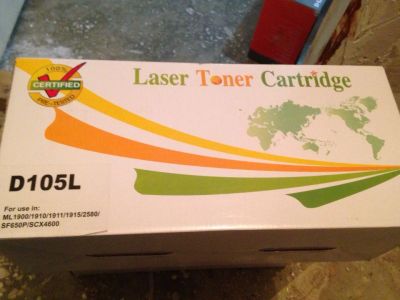 100%
CERTIFIED
PRE-TESTED
Laser Toner Cartridge
D105L
For use in:
ML1900/1910/1911/1915/2580/
SF650P/SCX4600